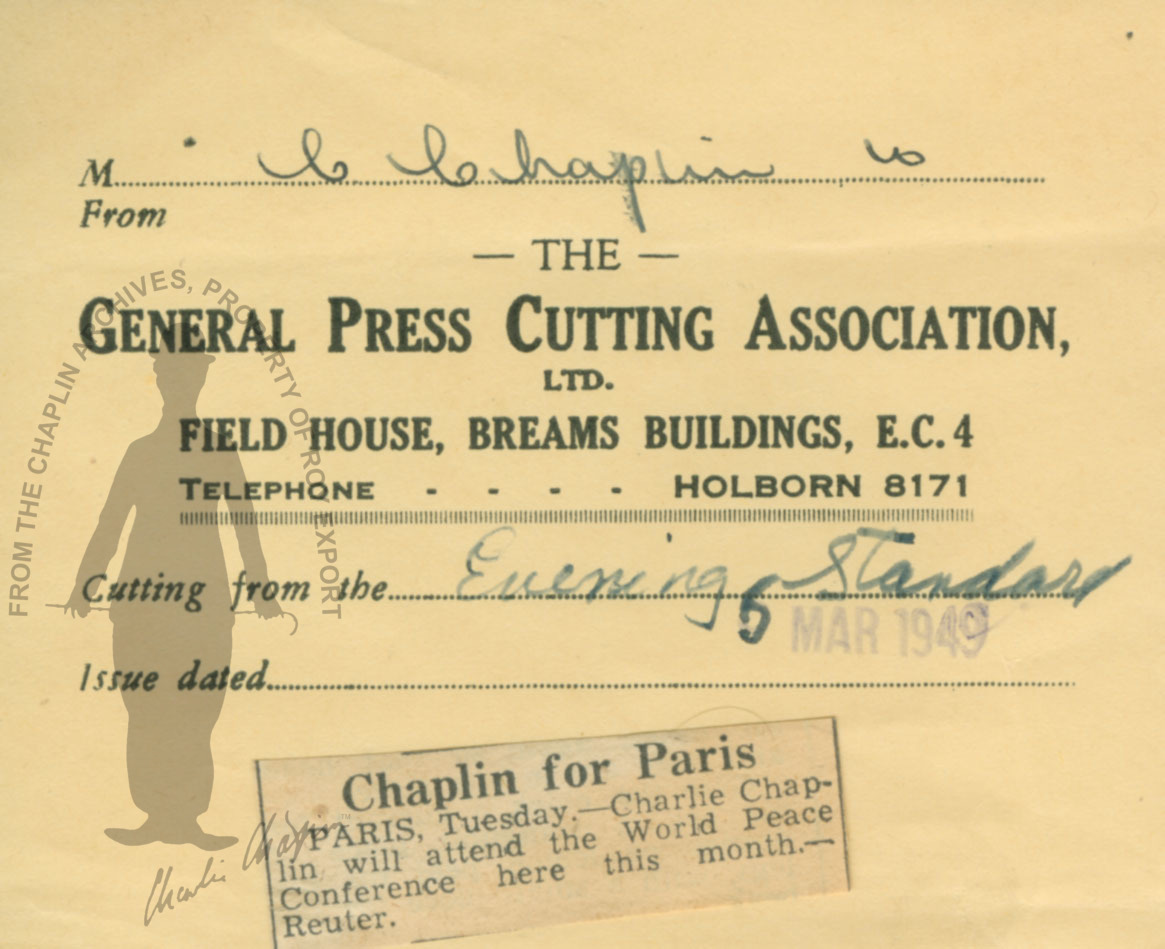 M C Chaplin
From
— THE —
GENERAL PRESS CUTTING ASSOCIATION,
LTD.
FIELD HOUSE, BREAMS BUILDINGS, E.C. 4
TELEPHONE - - - - HOLBORN 8171
Cutting from the Evening Standard
5 MAR 1949
Issue dated
Chaplin for Paris
PARIS, Tuesday.—Charlie Chap-
lin will attend the World Peace
Conference here this month.—
Reuter.
FROM THE CHAPLIN ARCHIVES, PROPERTY OF ROY EXPORT
Charlie Chaplin™